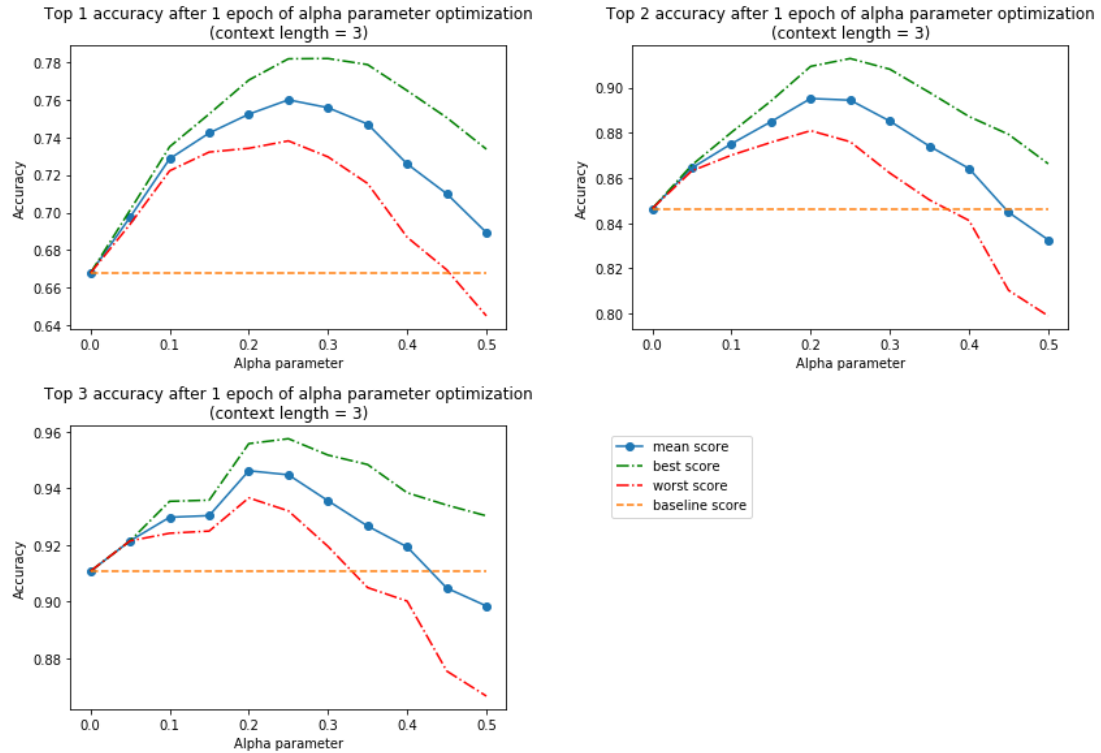 Top 1 accuracy after 1 epoch of alpha parameter optimization
(context length = 3)
0.78
0.76
0.74
0.72
0.70
0.68
0.66
0.64
Accuracy
0.0 0.1 0.2 0.3 0.4 0.5
Alpha parameter
Top 2 accuracy after 1 epoch of alpha parameter optimization
(context length = 3)
0.90
0.88
0.86
0.84
0.82
0.80
Accuracy
0.0 0.1 0.2 0.3 0.4 0.5
Alpha parameter
Top 3 accuracy after 1 epoch of alpha parameter optimization
(context length = 3)
0.96
0.94
0.92
0.90
0.88
Accuracy
0.0 0.1 0.2 0.3 0.4 0.5
Alpha parameter
mean score
best score
worst score
baseline score